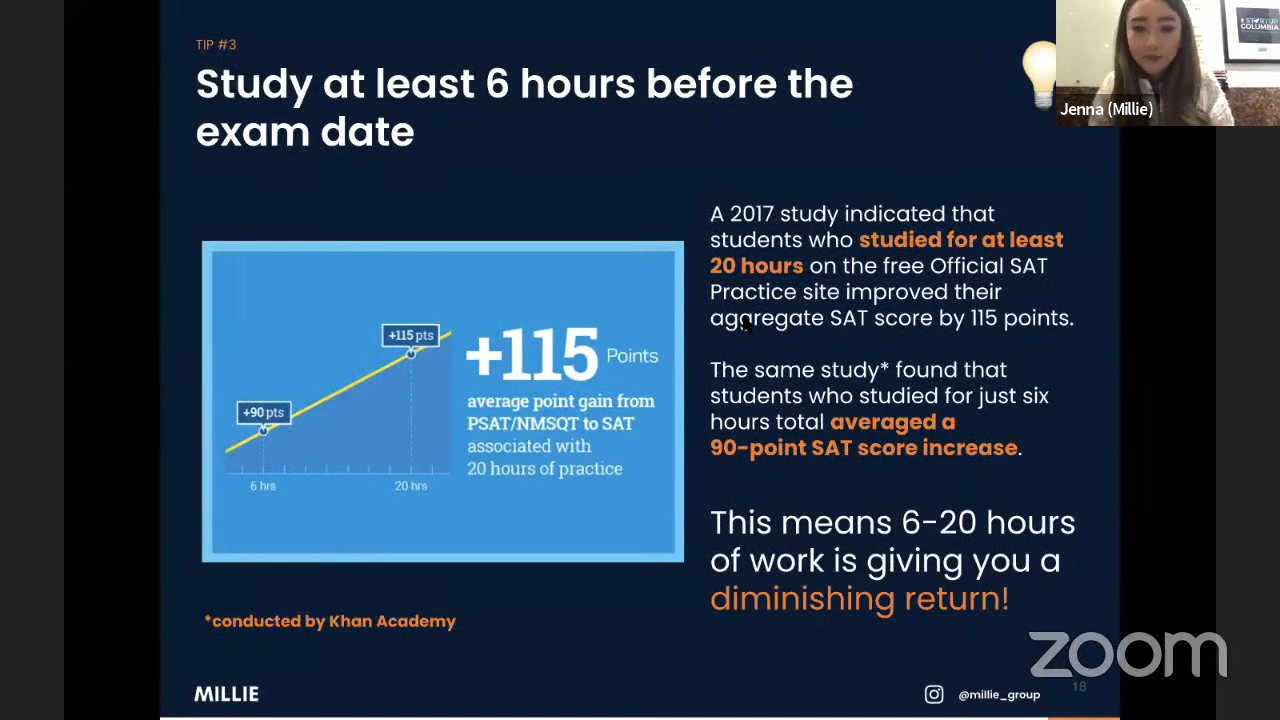 TIP #3
Study at least 6 hours before the
exam date
STARTUP
COLUMBIA
Jenna (Millie)
A 2017 study indicated that
students who studied for at least
20 hours on the free Official SAT
Practice site improved their
aggregate SAT score by 115 points.
The same study* found that
students who studied for just six
hours total averaged a
90-point SAT score increase.
This means 6-20 hours
of work is giving you a
diminishing return!
+115 pts
+90 pts
6 hrs
20 hrs
+115 Points
average point gain from
PSAT/NMSQT to SAT
associated with
20 hours of practice
*conducted by Khan Academy
MILLIE
@millie_group
18
zoom